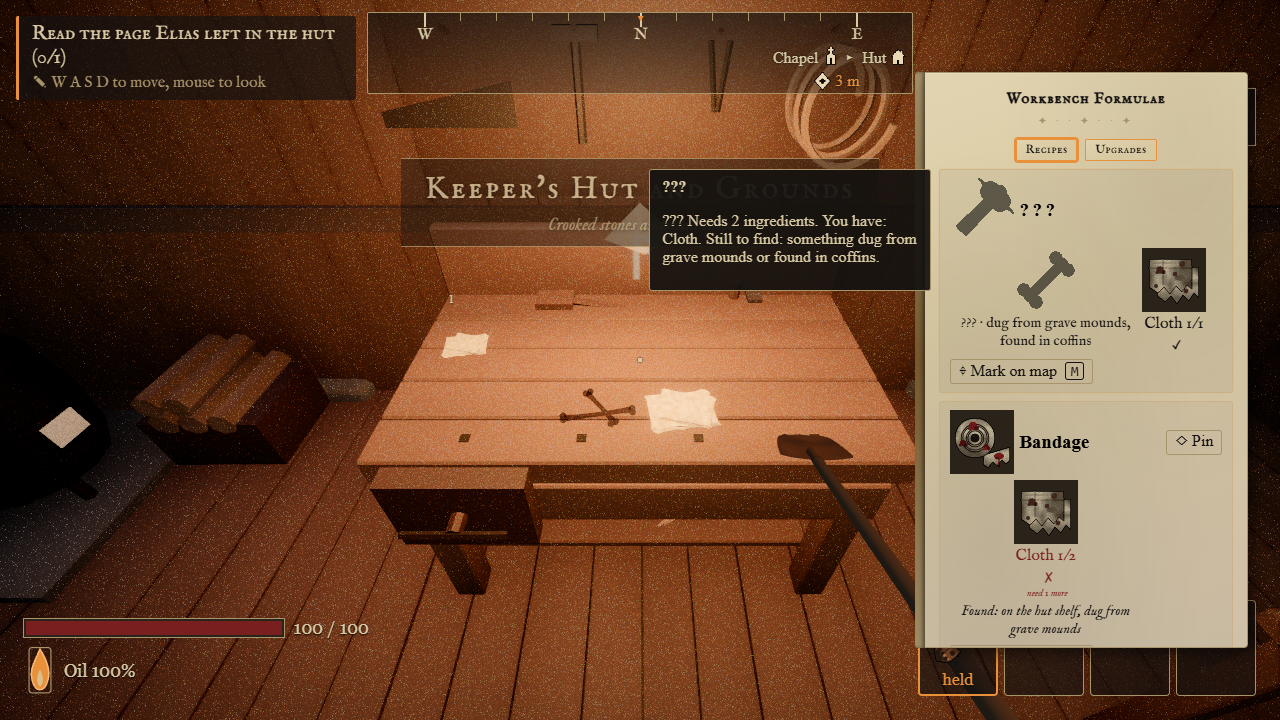 Read the page Elias left in the hut
(0/1)
W A S D to move, mouse to look
W N E
Chapel ▸ Hut
3 m
Keeper's Hut and Grounds
Crooked stones a
???
??? Needs 2 ingredients. You have:
Cloth. Still to find: something dug from
grave mounds or found in coffins.
Workbench Formulae
Recipes Upgrades
???
??? · dug from grave mounds,
found in coffins
Cloth 1/1
✓
Mark on map M
Bandage
Pin
Cloth 1/2
✗
need 1 more
Found: on the hut shelf, dug from
grave mounds
100 / 100
Oil 100%
held